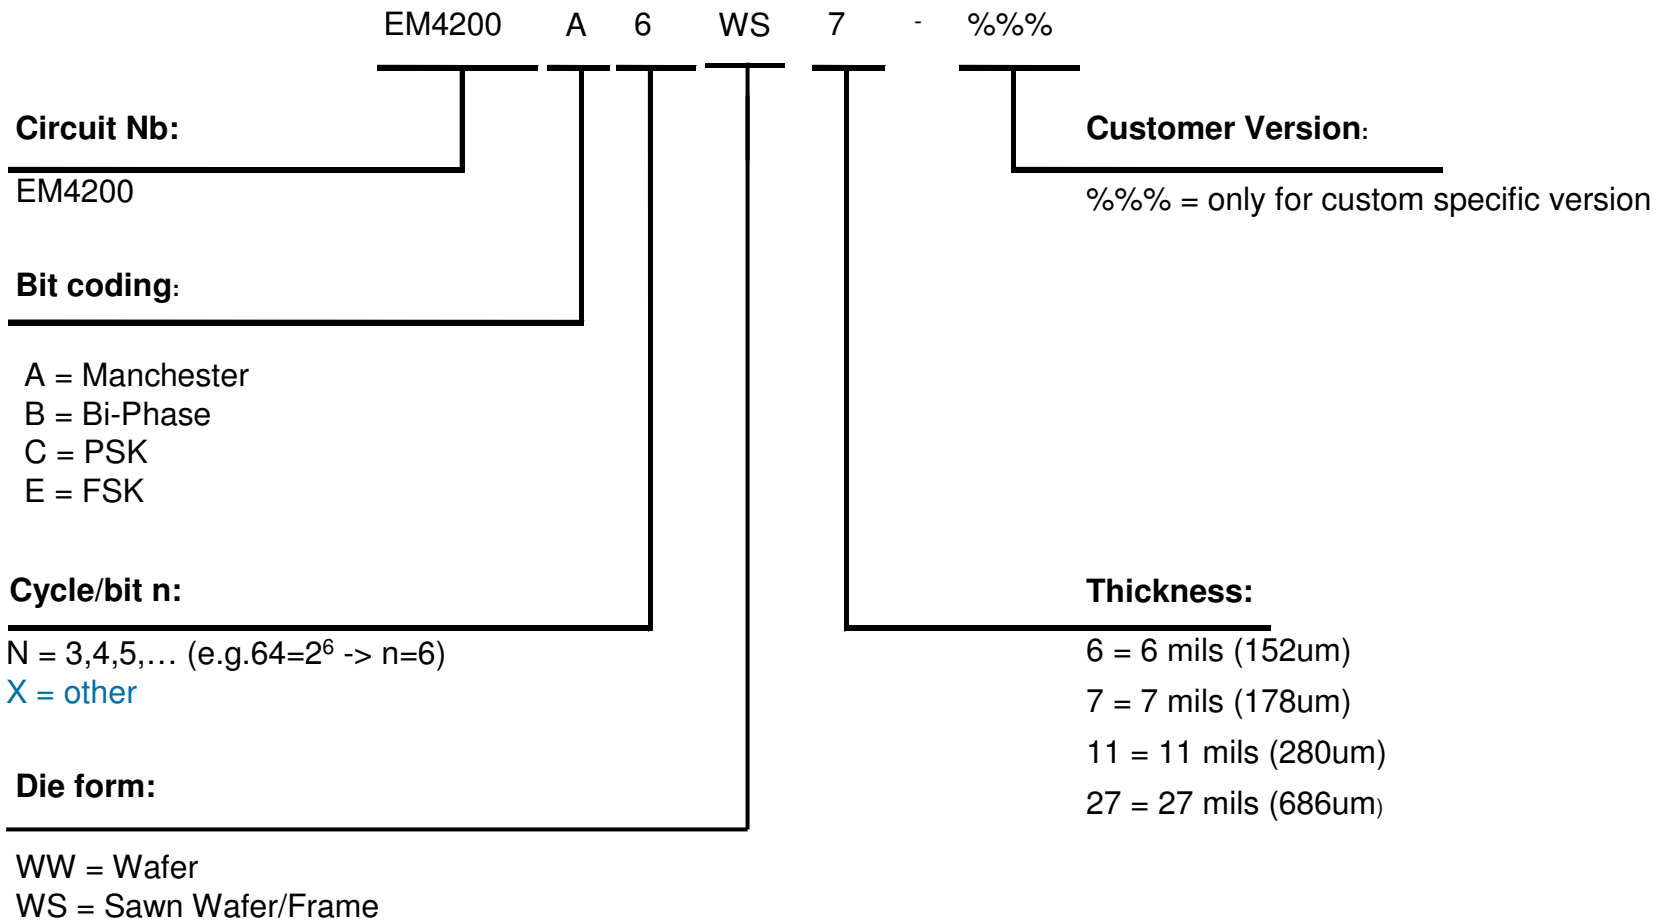 EM4200 A 6 WS 7 - %%%
Circuit Nb:
EM4200
Customer Version:
%%% = only for custom specific version
Bit coding:
A = Manchester
B = Bi-Phase
C = PSK
E = FSK
Cycle/bit n:
N = 3,4,5,… (e.g.64=2⁶ -> n=6)
X = other
Thickness:
6 = 6 mils (152um)
7 = 7 mils (178um)
11 = 11 mils (280um)
27 = 27 mils (686um)
Die form:
WW = Wafer
WS = Sawn Wafer/Frame